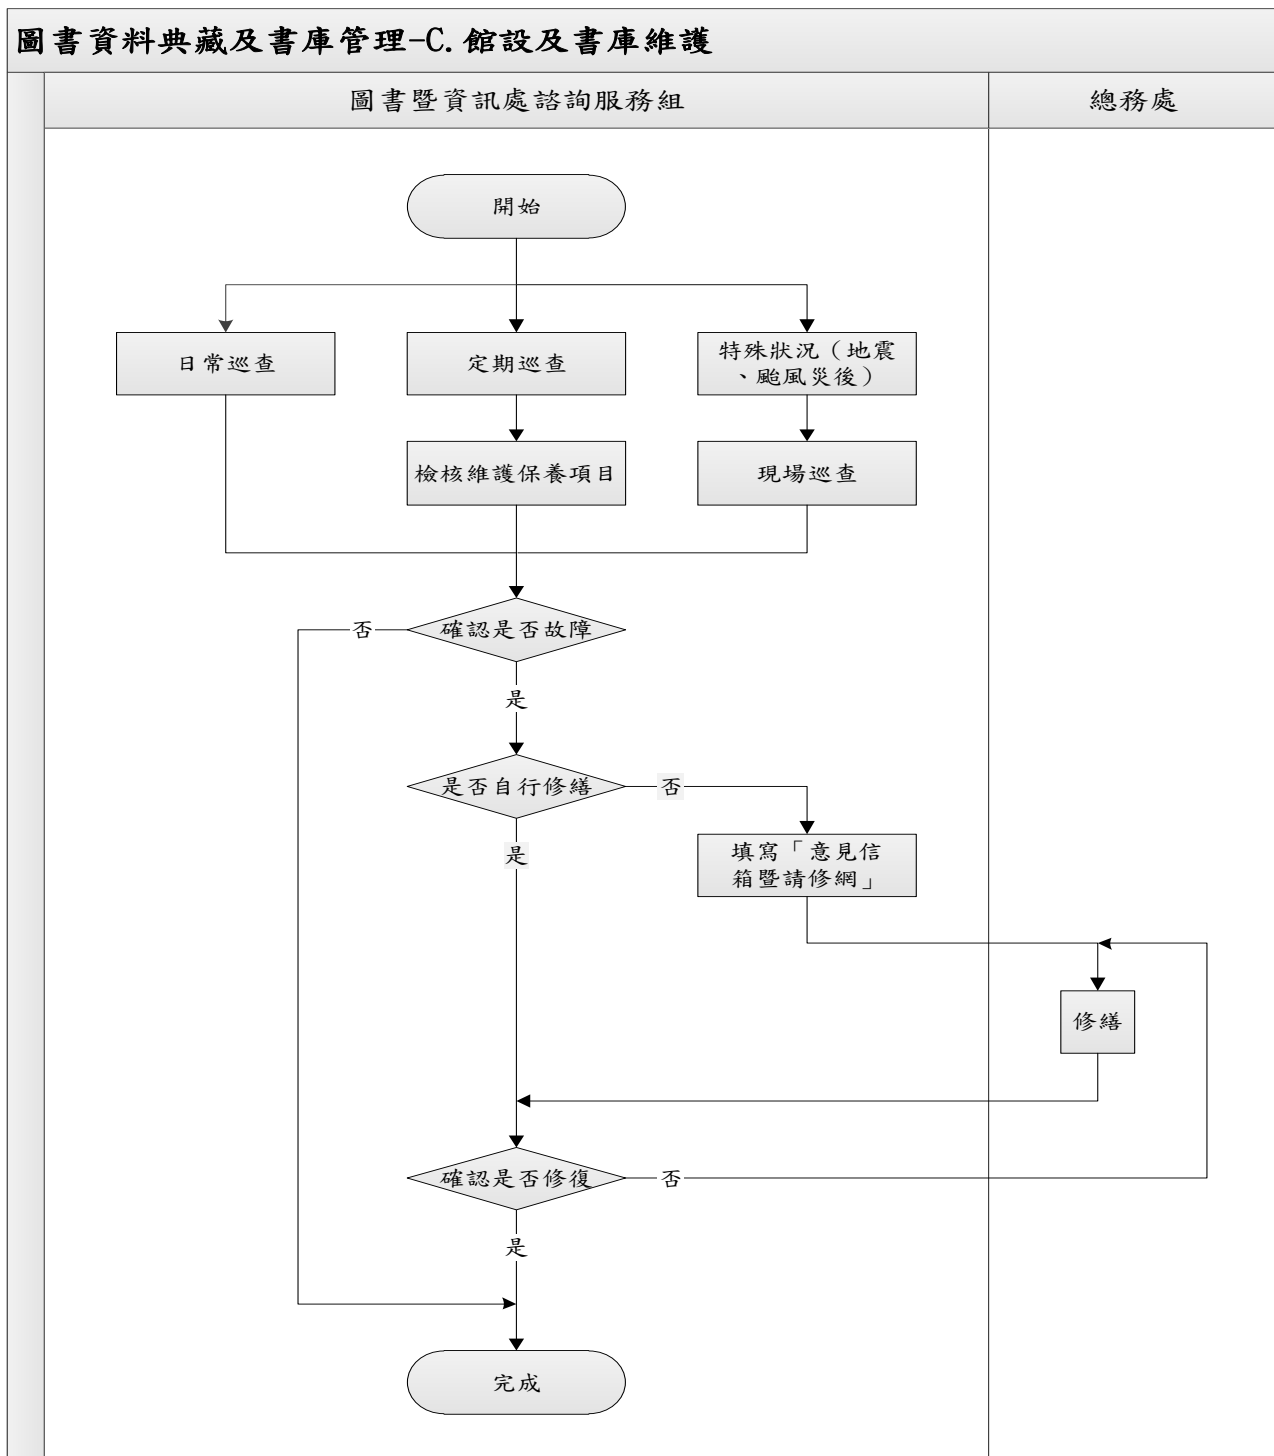 圖書資料典藏及書庫管理-C.館設及書庫維護
圖書暨資訊處諮詢服務組
總務處
開始
日常巡查
定期巡查
特殊狀況（地震
、颱風災後）
檢核維護保養項目
現場巡查
確認是否故障
否
是
是否自行修繕
否
是
填寫「意見信
箱暨請修網」
修繕
確認是否修復
否
是
完成